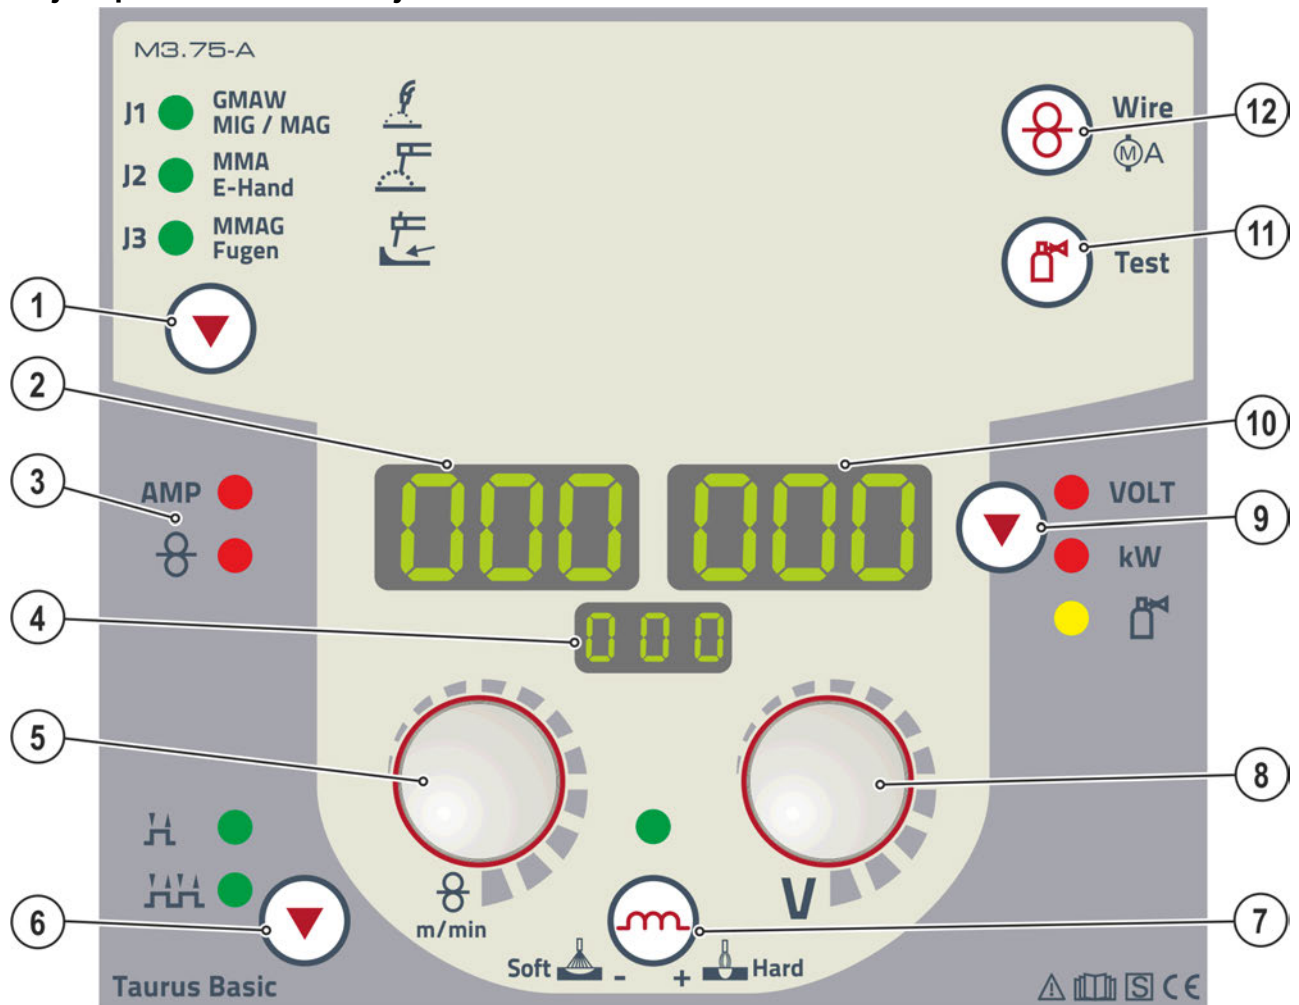 M3.75-A
J1 GMAW
MIG / MAG
J2 MMA
E-Hand
J3 MMAG
Fugen
Wire
M A
Test
12
11
1
2
10
3
AMP
000
000
VOLT
9
kW
4
000
5
8
m/min
V
6
7
Soft - + Hard
Taurus Basic
S CE